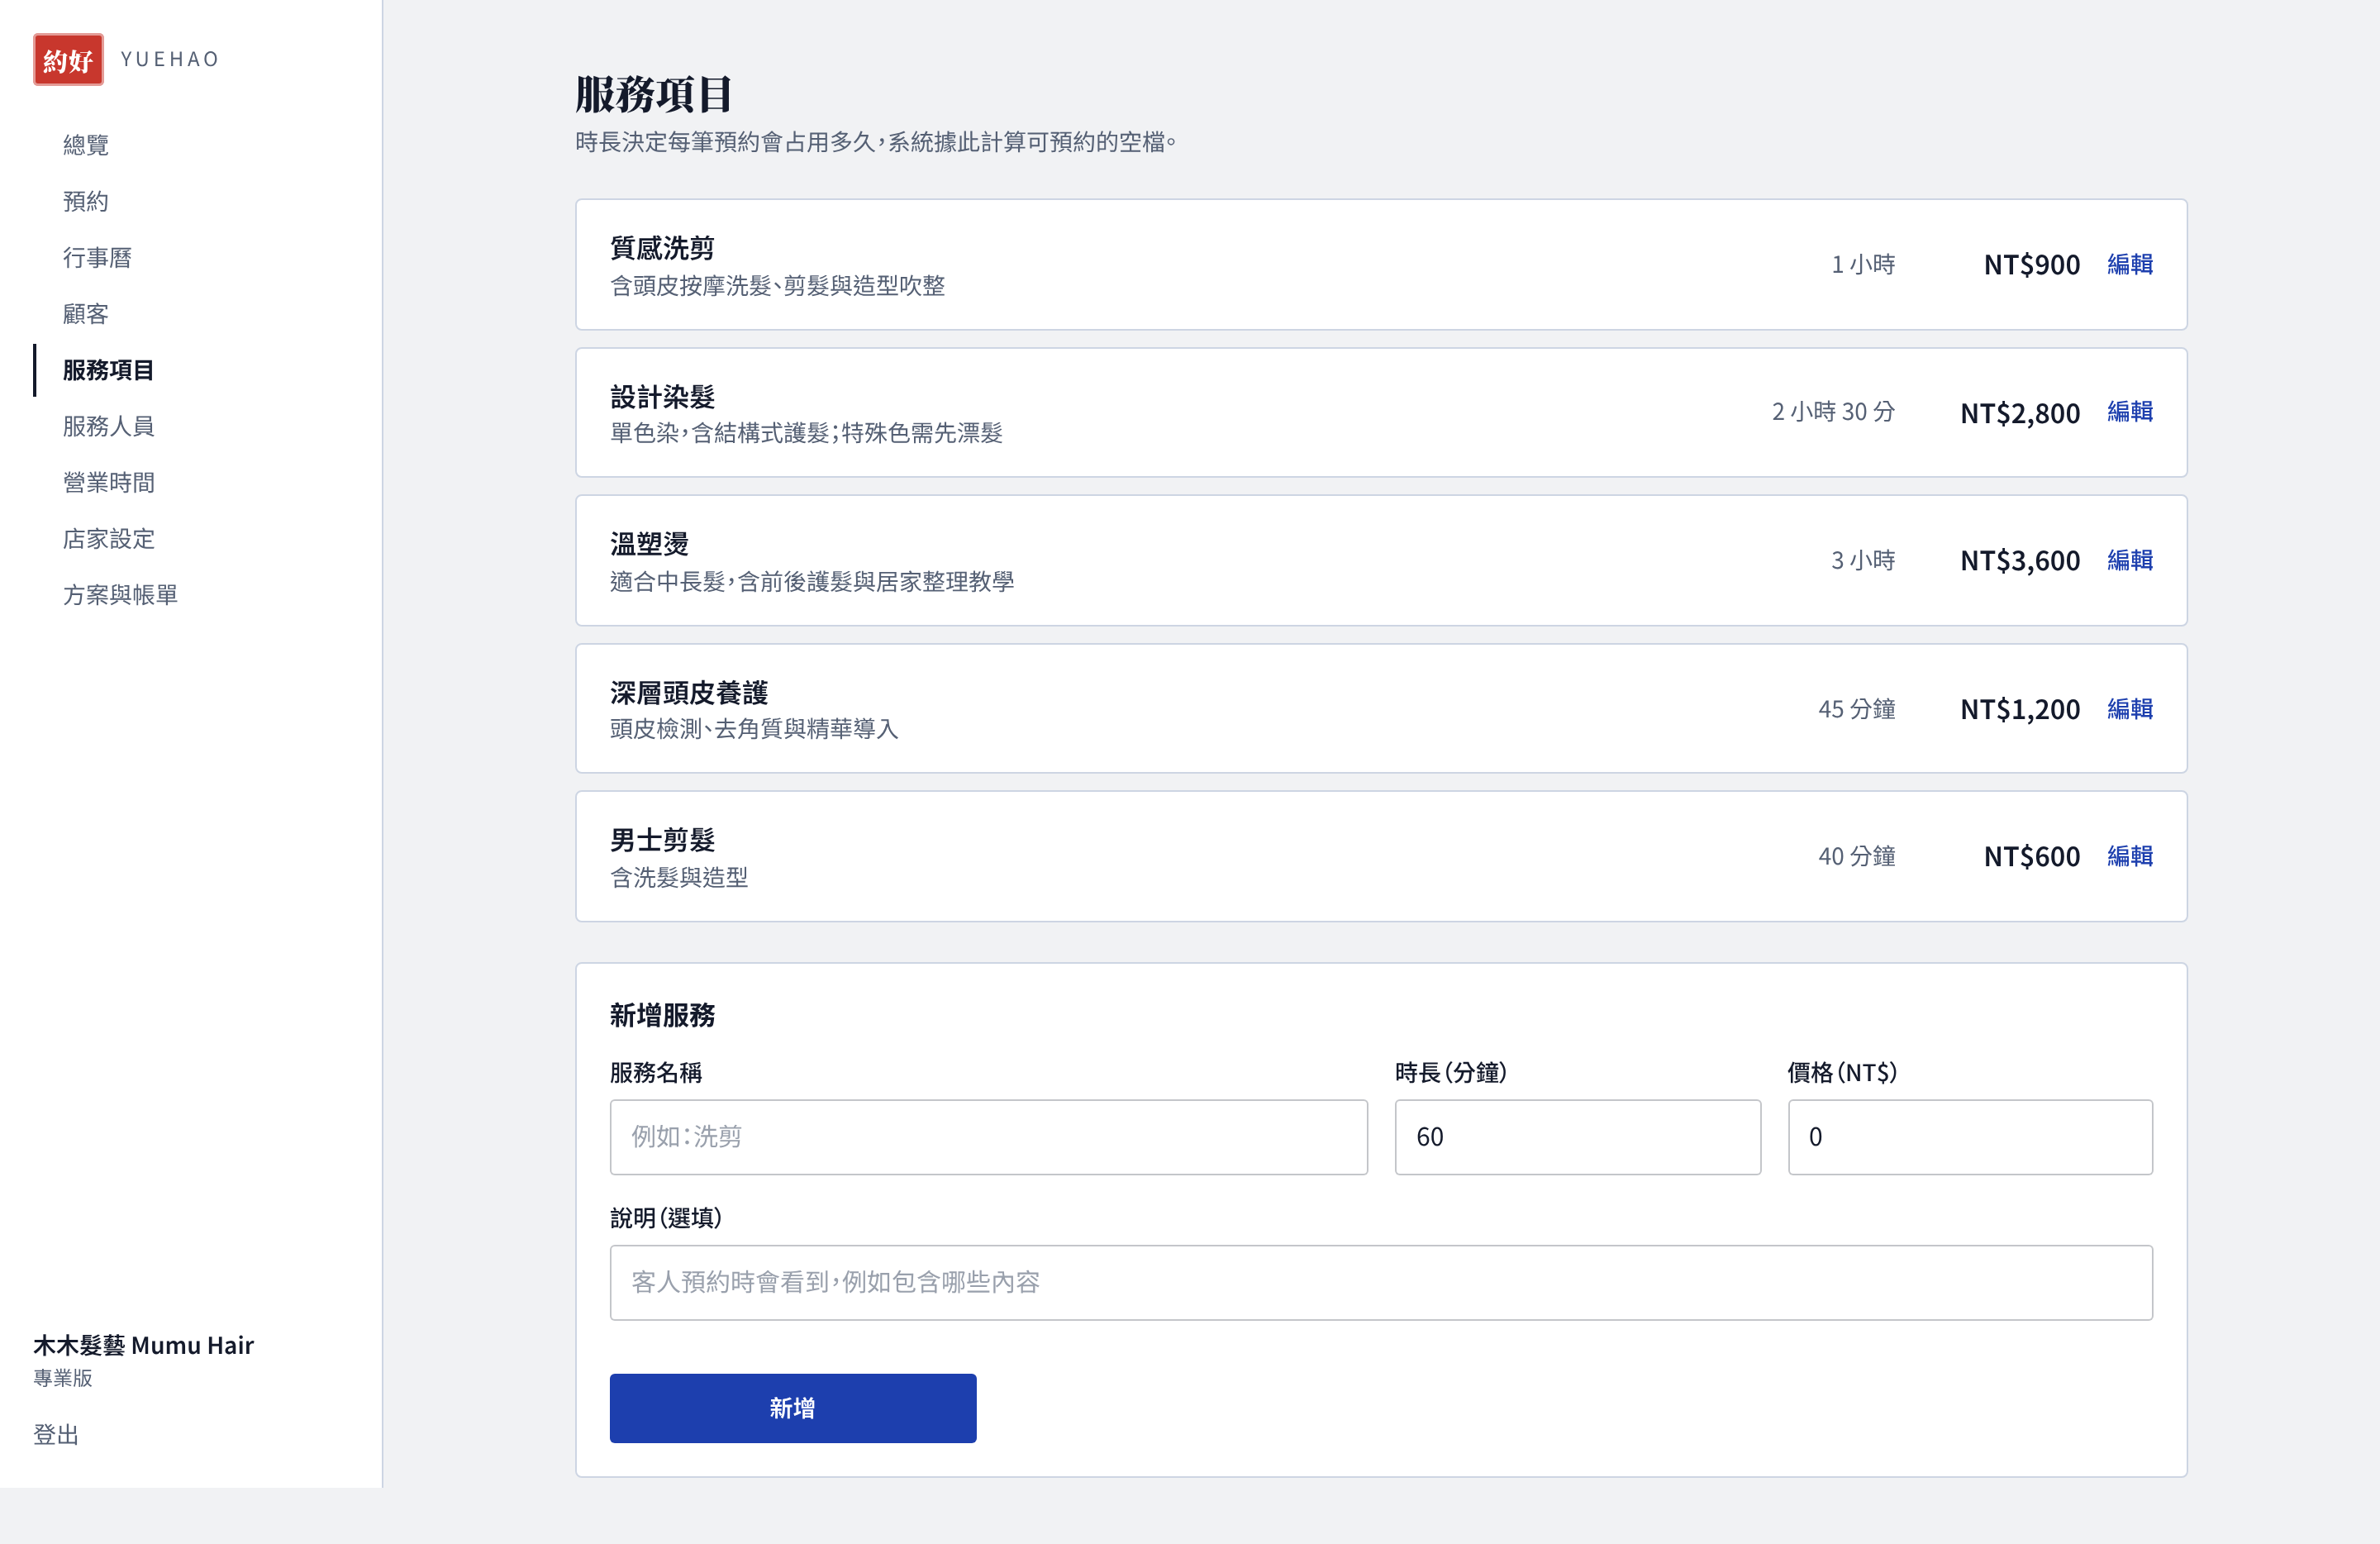 約好 YUEHAO
總覽
預約
行事曆
顧客
服務項目
服務人員
營業時間
店家設定
方案與帳單
木木髮藝 Mumu Hair
專業版
登出
服務項目
時長決定每筆預約會占用多久，系統據此計算可預約的空檔。
質感洗剪
含頭皮按摩洗髮、剪髮與造型吹整
1 小時 NT$900 編輯
設計染髮
單色染，含結構式護髮；特殊色需先漂髮
2 小時 30 分 NT$2,800 編輯
溫塑燙
適合中長髮，含前後護髮與居家整理教學
3 小時 NT$3,600 編輯
深層頭皮養護
頭皮檢測、去角質與精華導入
45 分鐘 NT$1,200 編輯
男士剪髮
含洗髮與造型
40 分鐘 NT$600 編輯
新增服務
服務名稱 時長（分鐘） 價格（NT$）
例如：洗剪 60 0
說明（選填）
客人預約時會看到，例如包含哪些內容
新增